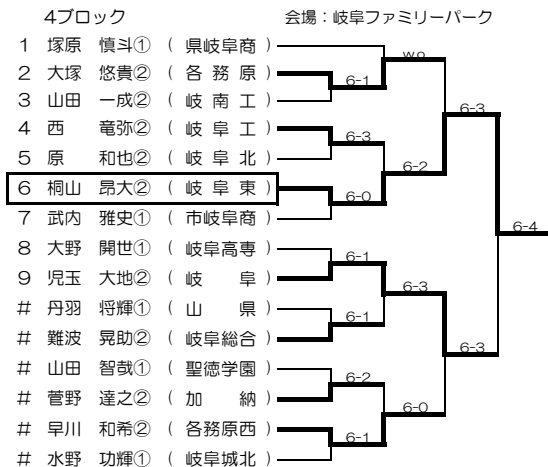 4ブロック 会場：岐阜ファミリーパーク
1 塚原 慎斗① ( 県岐阜商 )
w.o
2 大塚 悠貴② ( 各務原 )
6-1
3 山田 一成② ( 岐南工 )
6-3
4 西 竜弥② ( 岐阜工 )
6-3
5 原 和也② ( 岐阜北 )
6-2
6 桐山 昂大② ( 岐阜東 )
6-0
7 武内 雅史① ( 市岐阜商 )
6-4
8 大野 開世① ( 岐阜高専 )
6-1
9 児玉 大地② ( 岐阜 )
6-3
# 丹羽 将輝① ( 山県 )
6-1
# 難波 晃助② ( 岐阜総合 )
6-3
# 山田 智哉① ( 聖徳学園 )
6-2
# 菅野 達之② ( 加納 )
6-0
# 早川 和希② ( 各務原西 )
6-1
# 水野 功輝① ( 岐阜城北 )